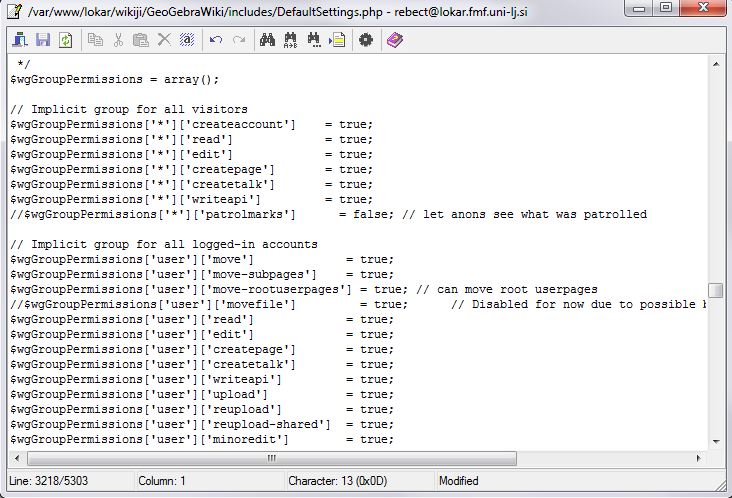 /var/www/lokar/wikiji/GeoGebraWiki/includes/DefaultSettings.php - rebect@lokar.fmf.uni-lj.si
*/
$wgGroupPermissions = array();
// Implicit group for all visitors
$wgGroupPermissions['*']['createaccount']    = true;
$wgGroupPermissions['*']['read']             = true;
$wgGroupPermissions['*']['edit']             = true;
$wgGroupPermissions['*']['createpage']       = true;
$wgGroupPermissions['*']['createtalk']       = true;
$wgGroupPermissions['*']['writeapi']         = true;
//$wgGroupPermissions['*']['patrolmarks']      = false; // let anons see what was patrolled
// Implicit group for all logged-in accounts
$wgGroupPermissions['user']['move']             = true;
$wgGroupPermissions['user']['move-subpages']    = true;
$wgGroupPermissions['user']['move-rootuserpages'] = true; // can move root userpages
//$wgGroupPermissions['user']['movefile']         = true;      // Disabled for now due to possible
$wgGroupPermissions['user']['read']             = true;
$wgGroupPermissions['user']['edit']             = true;
$wgGroupPermissions['user']['createpage']       = true;
$wgGroupPermissions['user']['createtalk']       = true;
$wgGroupPermissions['user']['writeapi']         = true;
$wgGroupPermissions['user']['upload']           = true;
$wgGroupPermissions['user']['reupload']         = true;
$wgGroupPermissions['user']['reupload-shared']  = true;
$wgGroupPermissions['user']['minoredit']        = true;
Line: 3218/5303 Column: 1 Character: 13 (0x0D) Modified